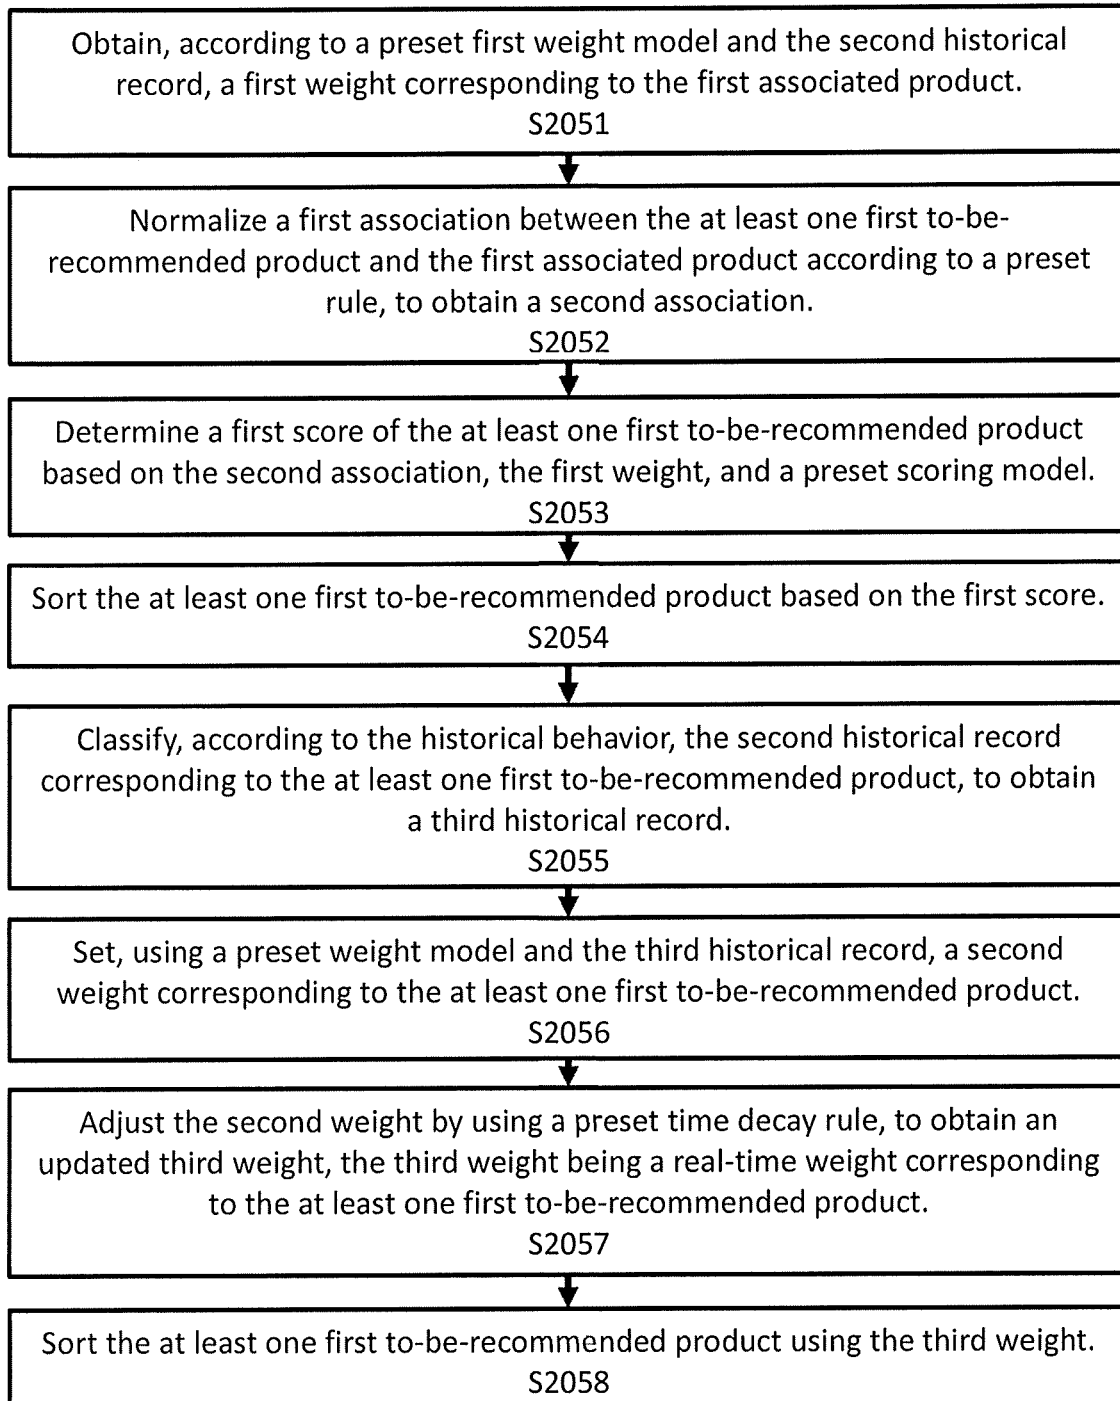 Obtain, according to a preset first weight model and the second historical
record, a first weight corresponding to the first associated product.
S2051
Normalize a first association between the at least one first to-be-
recommended product and the first associated product according to a preset
rule, to obtain a second association.
S2052
Determine a first score of the at least one first to-be-recommended product
based on the second association, the first weight, and a preset scoring model.
S2053
Sort the at least one first to-be-recommended product based on the first score.
S2054
Classify, according to the historical behavior, the second historical record
corresponding to the at least one first to-be-recommended product, to obtain
a third historical record.
S2055
Set, using a preset weight model and the third historical record, a second
weight corresponding to the at least one first to-be-recommended product.
S2056
Adjust the second weight by using a preset time decay rule, to obtain an
updated third weight, the third weight being a real-time weight corresponding
to the at least one first to-be-recommended product.
S2057
Sort the at least one first to-be-recommended product using the third weight.
S2058